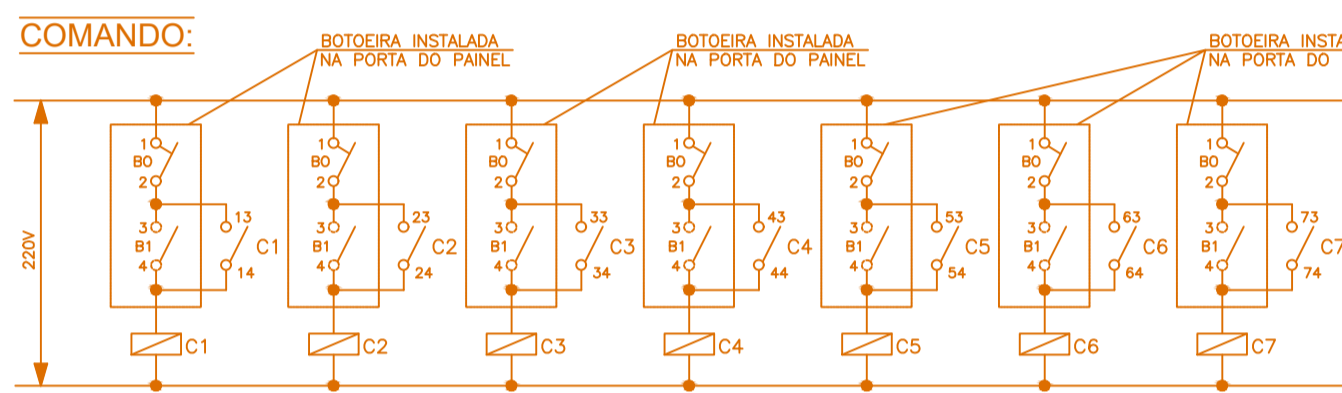 COMANDO:
BOTOEIRA INSTALADA
NA PORTA DO PAINEL
BOTOEIRA INSTALADA
NA PORTA DO PAINEL
BOTOEIRA INSTA
NA PORTA DO
220V
1 1 1 1 1 1 1
B0 B0 B0 B0 B0 B0 B0
2 2 2 2 2 2 2
13 23 33 43 53 63 73
3 3 3 3 3 3 3
B1 C1 B1 C2 B1 C3 B1 C4 B1 C5 B1 C6 B1 C7
4 4 4 4 4 4 4
14 24 34 44 54 64 74
C1 C2 C3 C4 C5 C6 C7